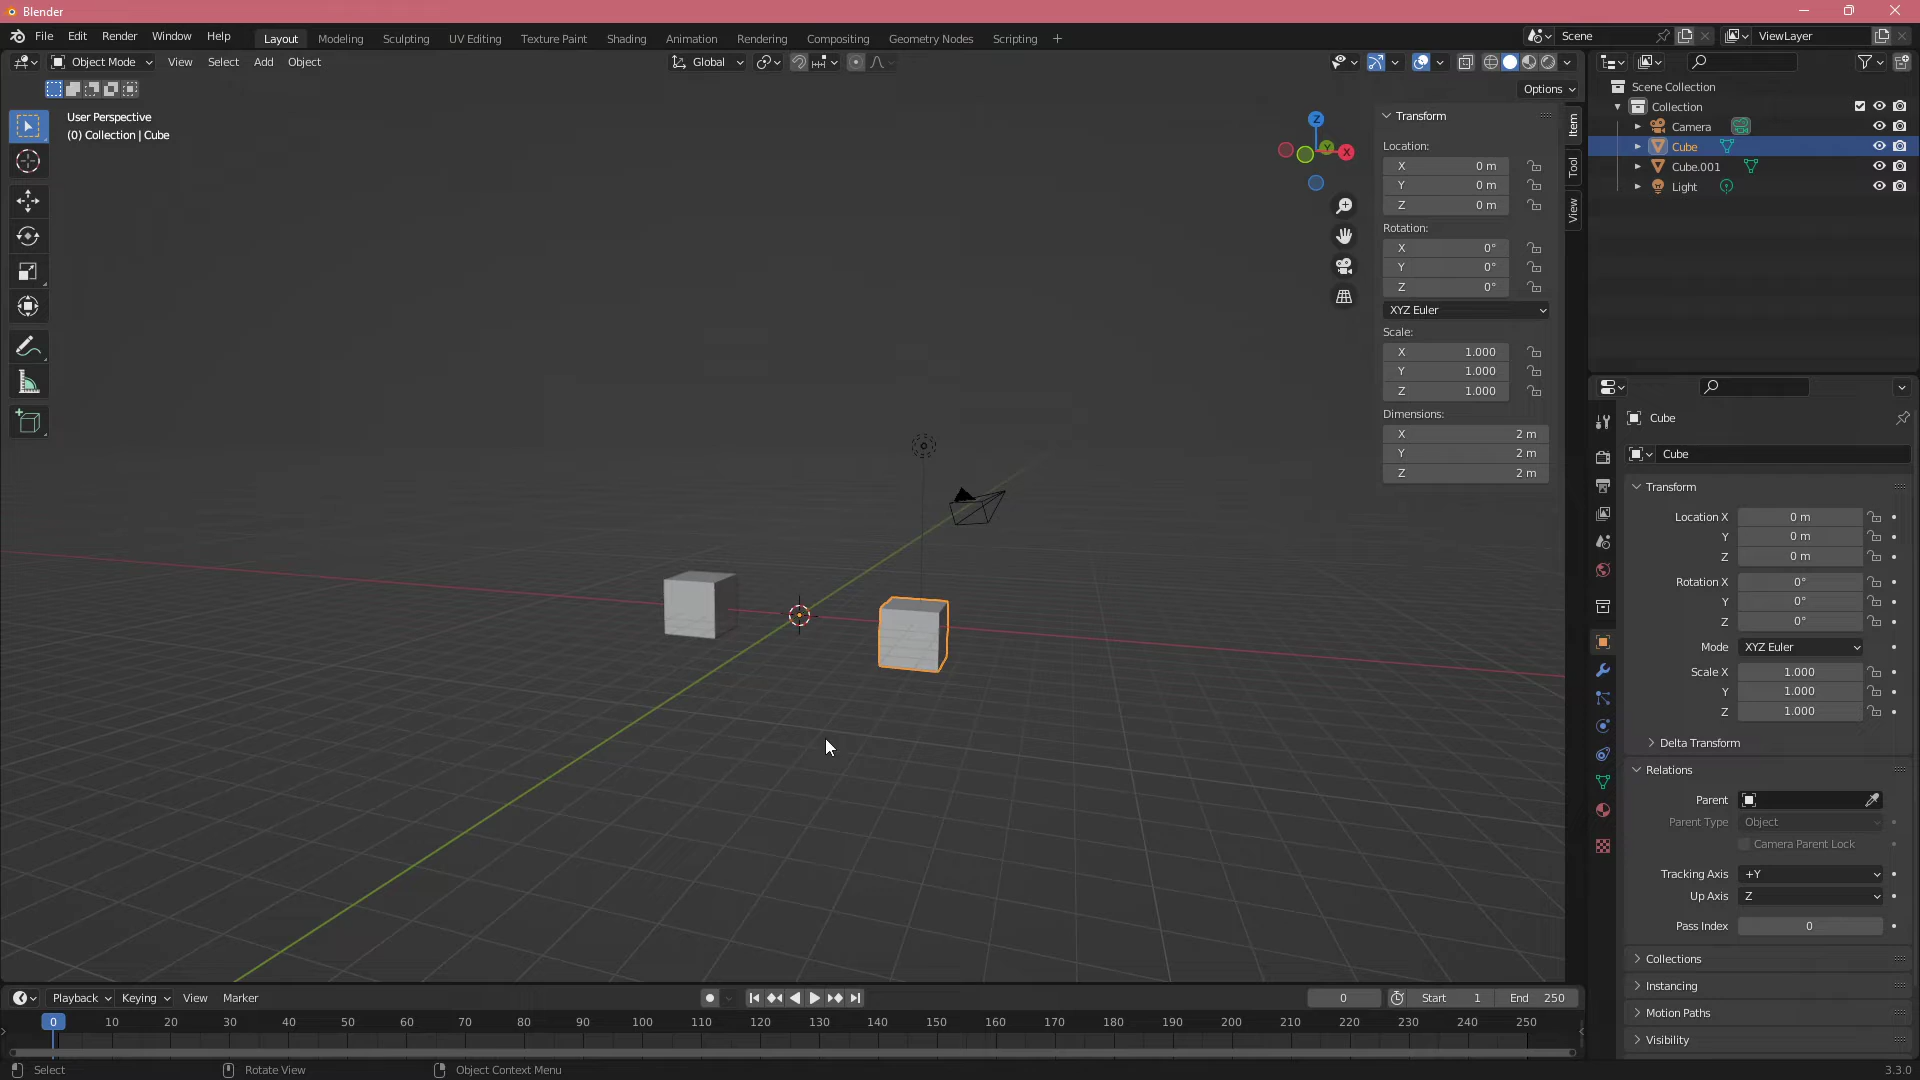 Blender
File Edit Render Window Help Layout Modeling Sculpting UV Editing Texture Paint Shading Animation Rendering Compositing Geometry Nodes Scripting + Scene ViewLayer
Object Mode View Select Add Object Global
Options
User Perspective
(0) Collection | Cube
Z
Y
X
Transform
Location:
X 0 m
Y 0 m
Z 0 m
Rotation:
X 0°
Y 0°
Z 0°
XYZ Euler
Scale:
X 1.000
Y 1.000
Z 1.000
Dimensions:
X 2 m
Y 2 m
Z 2 m
Item
Tool
View
Scene Collection
Collection
Camera
Cube
Cube.001
Light
Cube
Cube
Transform
Location X 0 m
Y 0 m
Z 0 m
Rotation X 0°
Y 0°
Z 0°
Mode XYZ Euler
Scale X 1.000
Y 1.000
Z 1.000
Delta Transform
Relations
Parent
Parent Type Object
Camera Parent Lock
Tracking Axis +Y
Up Axis Z
Pass Index 0
Collections
Instancing
Motion Paths
Visibility
Playback Keying View Marker 0 Start 1 End 250
0 10 20 30 40 50 60 70 80 90 100 110 120 130 140 150 160 170 180 190 200 210 220 230 240 250
Select Rotate View Object Context Menu 3.3.0